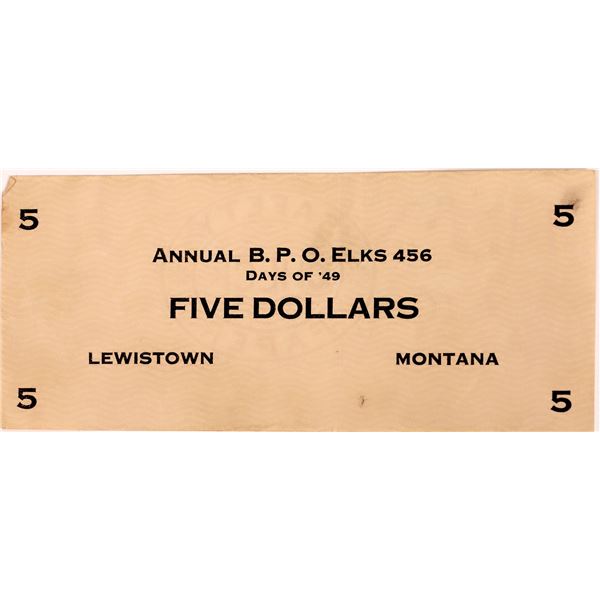 5 5
ANNUAL B. P. O. ELKS 456
DAYS OF '49
FIVE DOLLARS
LEWISTOWN MONTANA
5 5